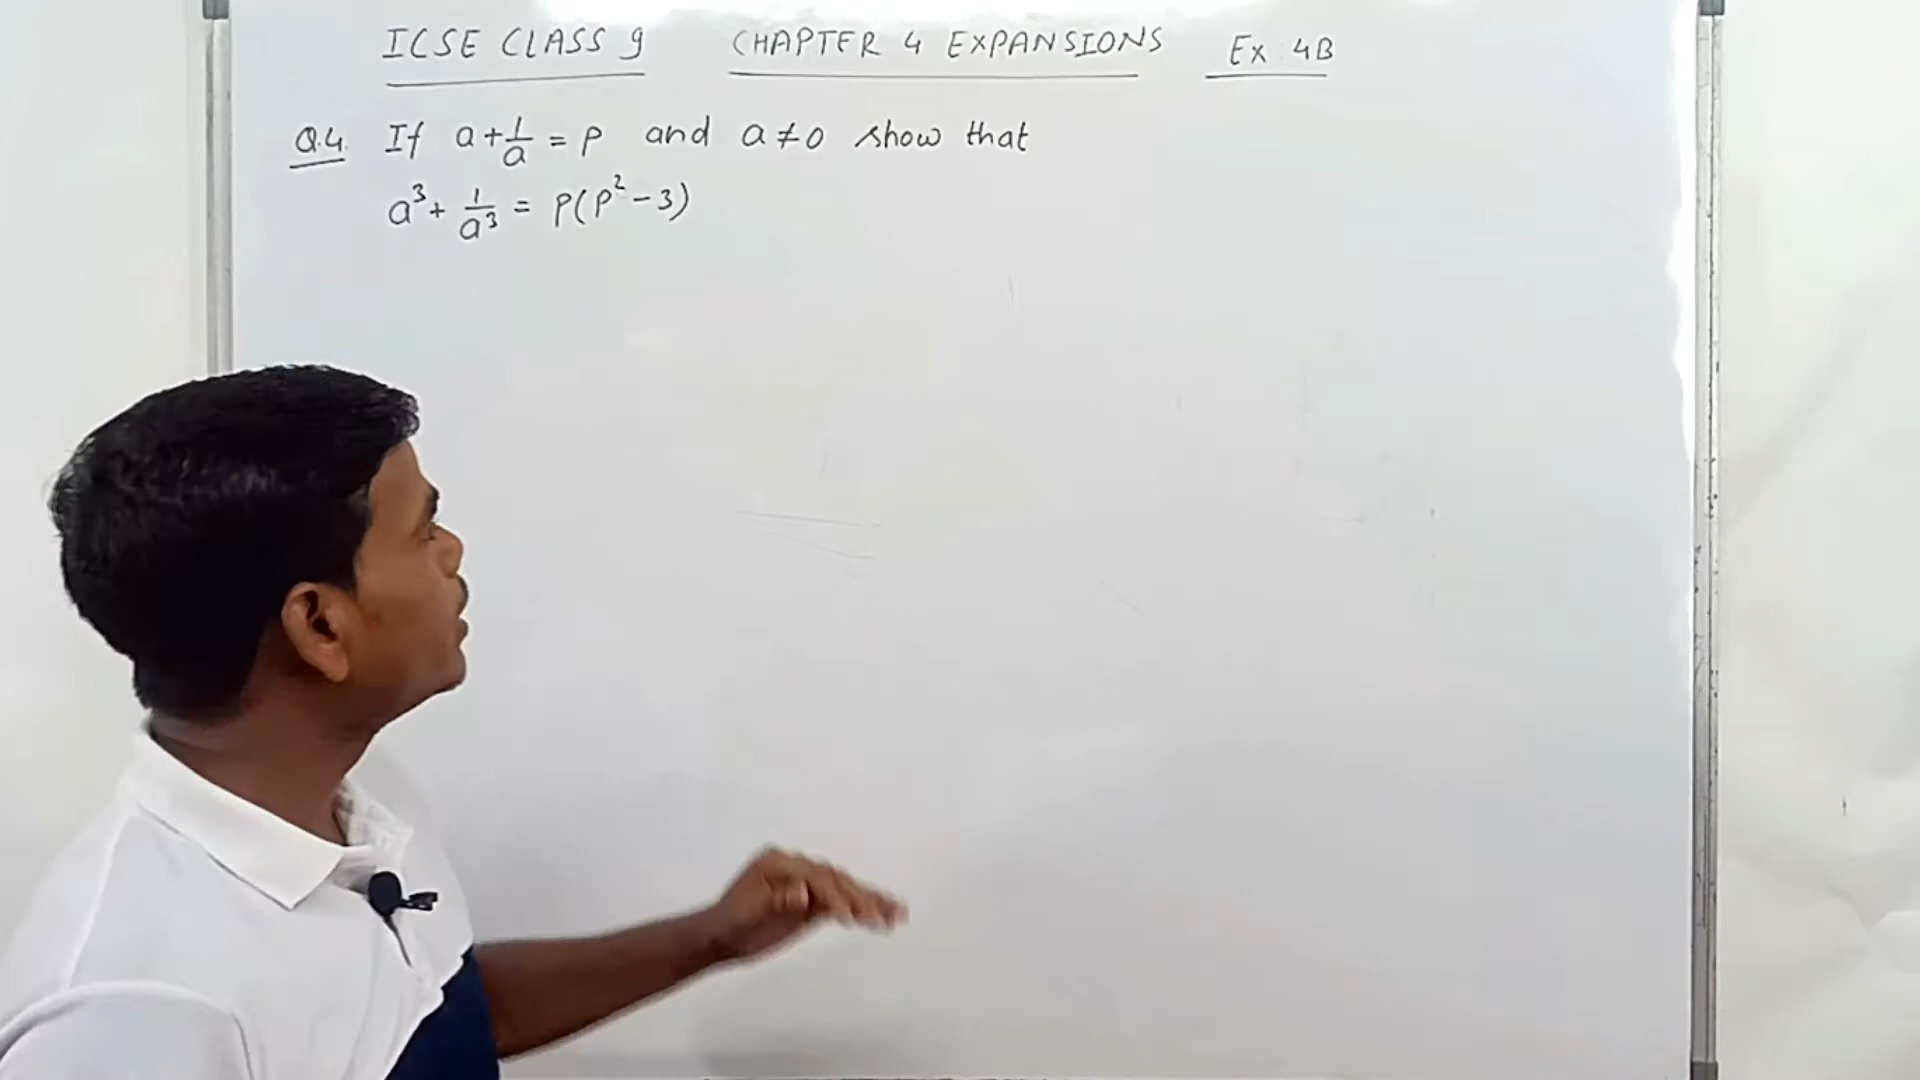 ICSE CLASS 9 CHAPTER 4 EXPANSIONS Ex. 4B
Q.4. If a + 1/a = p and a ≠ 0 show that
a³ + 1/a³ = p(p² - 3)